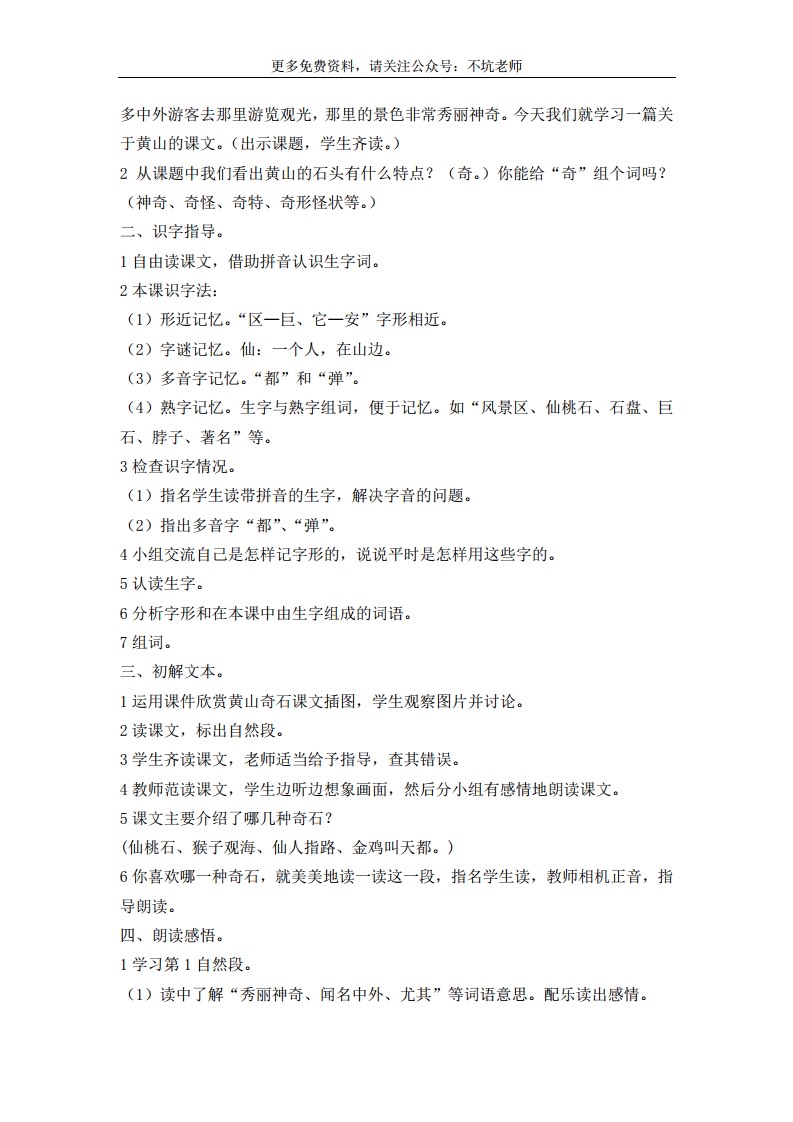 更多免费资料，请关注公众号：不坑老师
多中外游客去那里游览观光，那里的景色非常秀丽神奇。今天我们就学习一篇关
于黄山的课文。（出示课题，学生齐读。）
2 从课题中我们看出黄山的石头有什么特点？（奇。）你能给“奇”组个词吗？
（神奇、奇怪、奇特、奇形怪状等。）
二、识字指导。
1 自由读课文，借助拼音认识生字词。
2 本课识字法：
（1）形近记忆。“区—巨、它—安”字形相近。
（2）字谜记忆。仙：一个人，在山边。
（3）多音字记忆。“都”和“弹”。
（4）熟字记忆。生字与熟字组词，便于记忆。如“风景区、仙桃石、石盘、巨
石、脖子、著名”等。
3 检查识字情况。
（1）指名学生读带拼音的生字，解决字音的问题。
（2）指出多音字“都”、“弹”。
4 小组交流自己是怎样记字形的，说说平时是怎样用这些字的。
5 认读生字。
6 分析字形和在本课中由生字组成的词语。
7 组词。
三、初解文本。
1 运用课件欣赏黄山奇石课文插图，学生观察图片并讨论。
2 读课文，标出自然段。
3 学生齐读课文，老师适当给予指导，查其错误。
4 教师范读课文，学生边听边想象画面，然后分小组有感情地朗读课文。
5 课文主要介绍了哪几种奇石？
(仙桃石、猴子观海、仙人指路、金鸡叫天都。)
6 你喜欢哪一种奇石，就美美地读一读这一段，指名学生读，教师相机正音，指
导朗读。
四、朗读感悟。
1 学习第 1 自然段。
（1）读中了解“秀丽神奇、闻名中外、尤其”等词语意思。配乐读出感情。